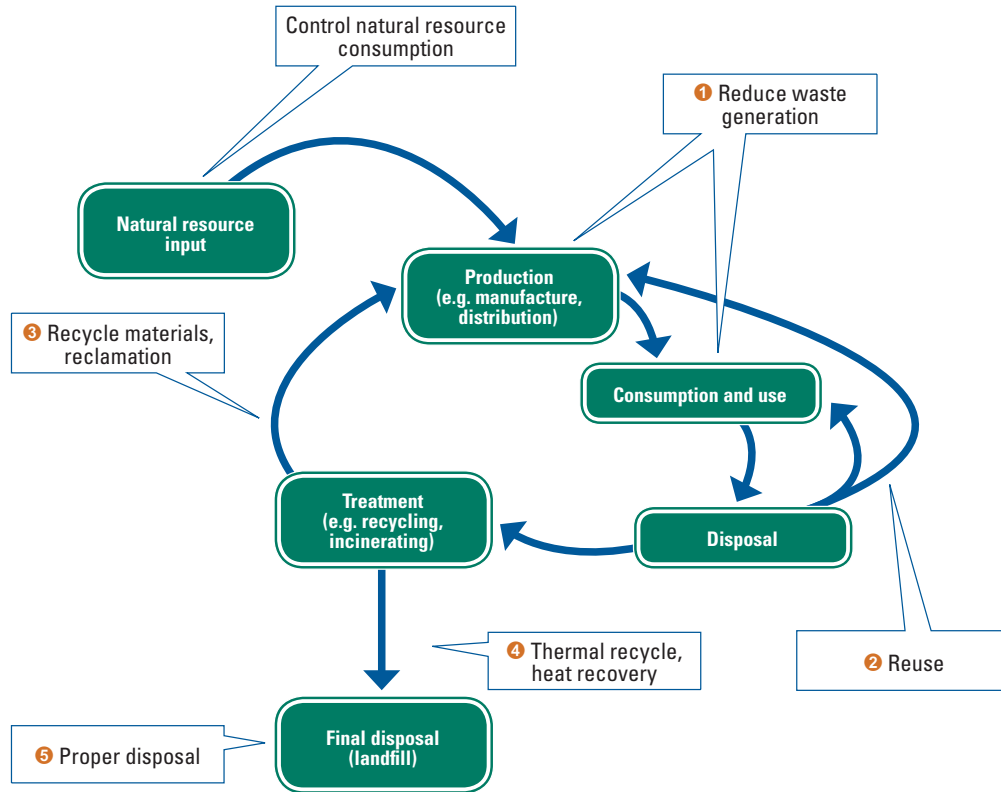 Control natural resource
consumption
❶ Reduce waste
generation
Natural resource
input
Production
(e.g. manufacture,
distribution)
❸ Recycle materials,
reclamation
Consumption and use
Treatment
(e.g. recycling,
incinerating)
Disposal
❹ Thermal recycle,
heat recovery
❷ Reuse
Final disposal
(landfill)
❺ Proper disposal